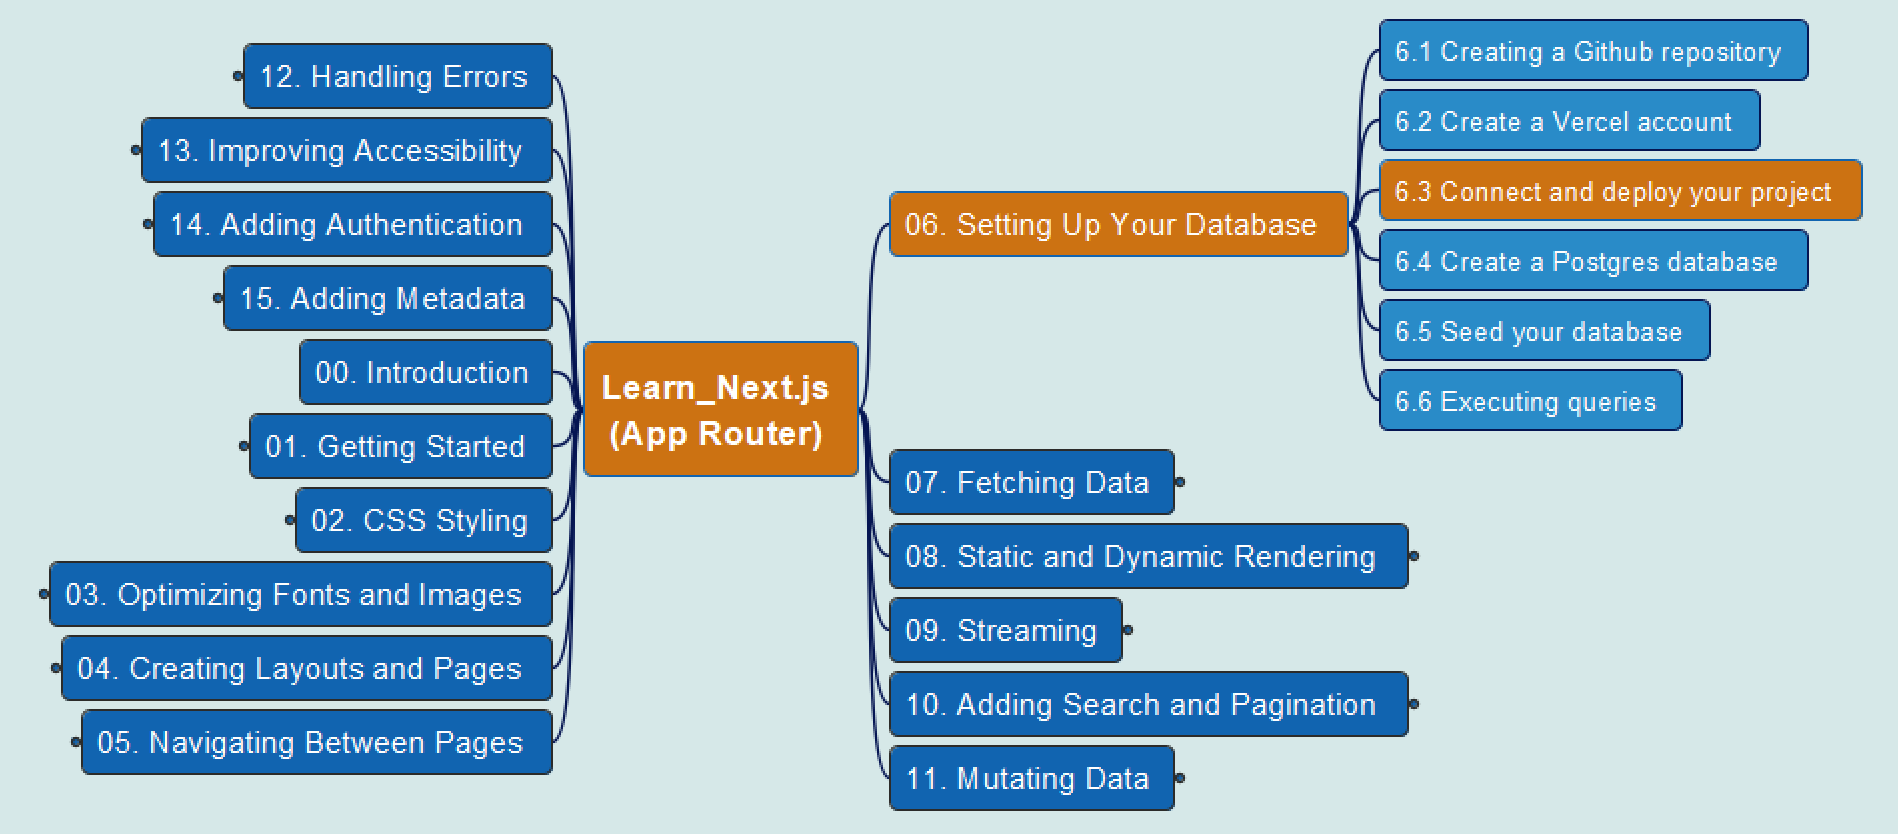 12. Handling Errors
13. Improving Accessibility
14. Adding Authentication
15. Adding Metadata
00. Introduction
01. Getting Started
02. CSS Styling
03. Optimizing Fonts and Images
04. Creating Layouts and Pages
05. Navigating Between Pages
Learn_Next.js
(App Router)
06. Setting Up Your Database
6.1 Creating a Github repository
6.2 Create a Vercel account
6.3 Connect and deploy your project
6.4 Create a Postgres database
6.5 Seed your database
6.6 Executing queries
07. Fetching Data
08. Static and Dynamic Rendering
09. Streaming
10. Adding Search and Pagination
11. Mutating Data